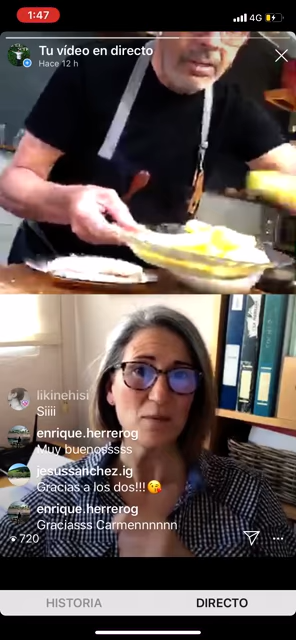 1:47
4G
Tu vídeo en directo
Hace 12 h
likinehisi
Siiii
enrique.herrerog
Muy buenosssss
jesussanchez.ig
Gracias a los dos!!!😘
enrique.herrerog
Graciasss Carmennnnnn
720
HISTORIA
DIRECTO